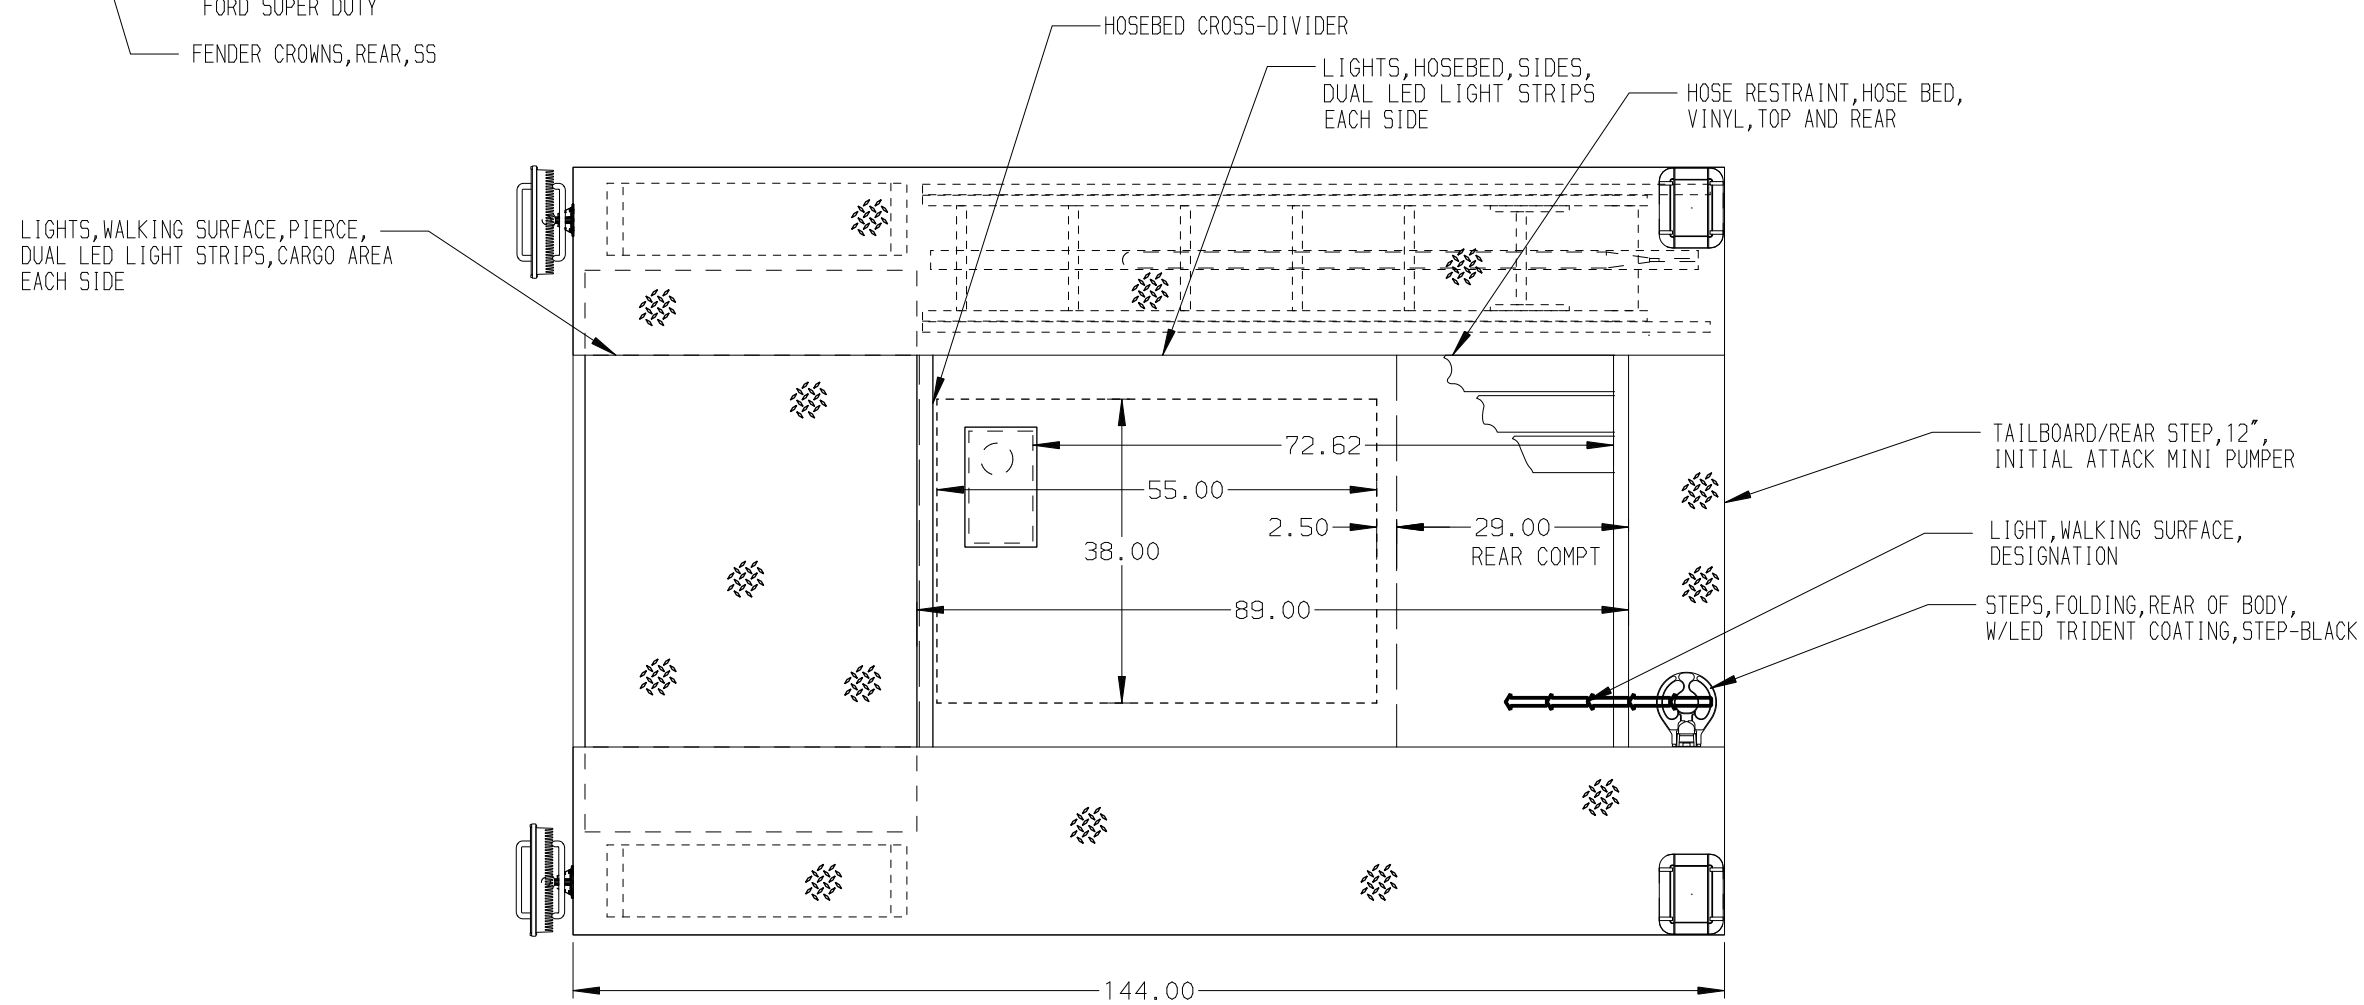 FORD SUPER DUTY
FENDER CROWNS,REAR,SS
HOSEBED CROSS-DIVIDER
LIGHTS,HOSEBED,SIDES,
DUAL LED LIGHT STRIPS
EACH SIDE
HOSE RESTRAINT,HOSE BED,
VINYL,TOP AND REAR
LIGHTS,WALKING SURFACE,PIERCE,
DUAL LED LIGHT STRIPS,CARGO AREA
EACH SIDE
TAILBOARD/REAR STEP,12″,
INITIAL ATTACK MINI PUMPER
LIGHT,WALKING SURFACE,
DESIGNATION
STEPS,FOLDING,REAR OF BODY,
W/LED TRIDENT COATING,STEP-BLACK
72.62
55.00
2.50
29.00
REAR COMPT
38.00
89.00
144.00